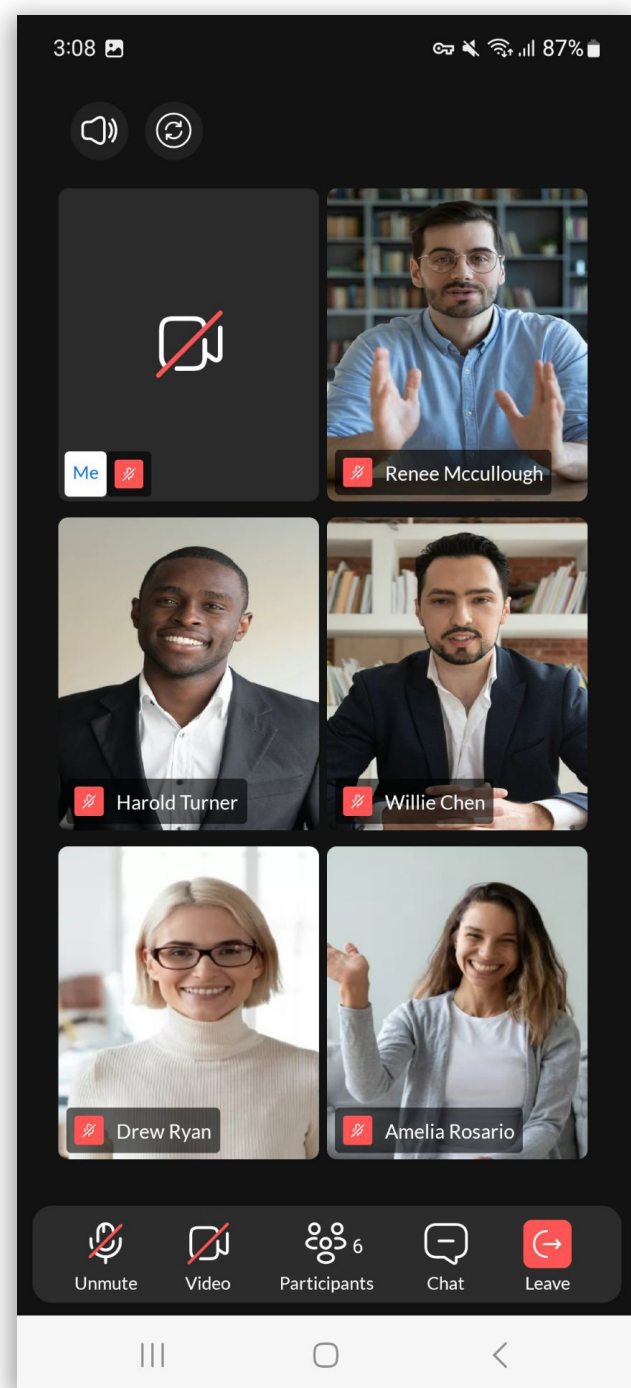 3:08 87%
Me
Renee Mccullough
Harold Turner
Willie Chen
Drew Ryan
Amelia Rosario
6
Unmute Video Participants Chat Leave